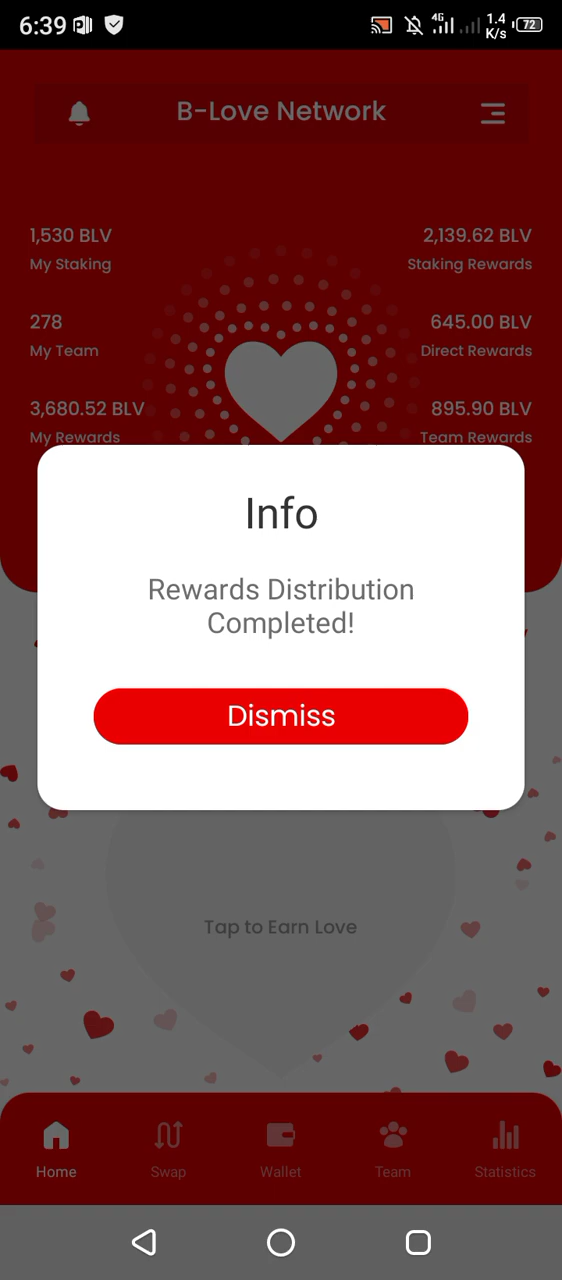 6:39
4G
1.4
K/s
72
B-Love Network
1,530 BLV
My Staking
2,139.62 BLV
Staking Rewards
278
My Team
645.00 BLV
Direct Rewards
3,680.52 BLV
My Rewards
895.90 BLV
Team Rewards
Info
Rewards Distribution
Completed!
Dismiss
Tap to Earn Love
Home
Swap
Wallet
Team
Statistics